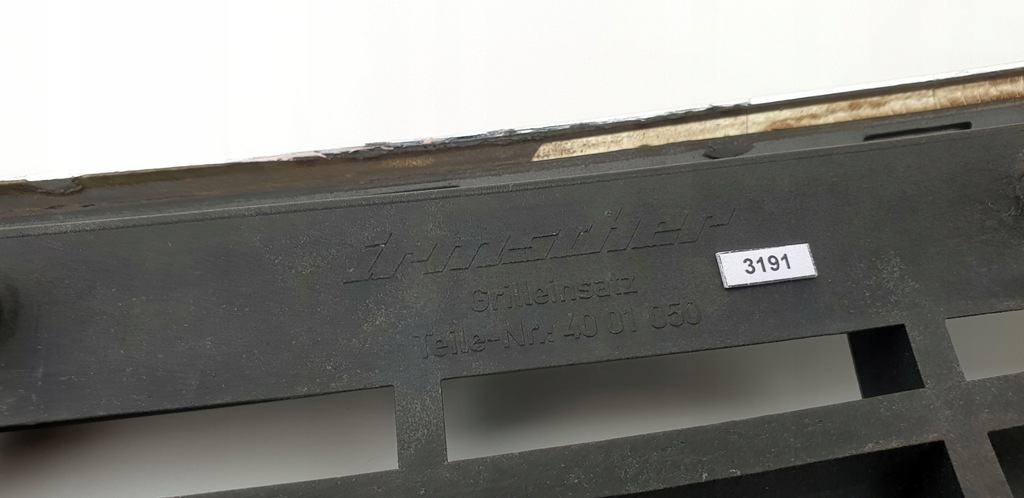 irmscher
3191
Grilleinsatz
Teile-Nr.: 40 01 050